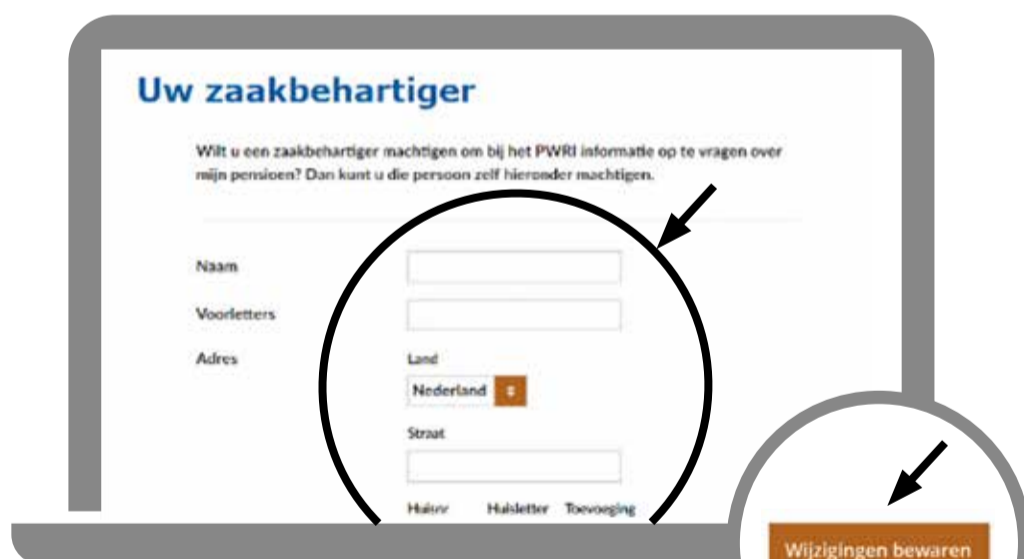 Uw zaakbehartiger
Wilt u een zaakbehartiger machtigen om bij het PWRI informatie op te vragen over
mijn pensioen? Dan kunt u die persoon zelf hieronder machtigen.
Naam
Voorletters
Adres
Land
Nederland
Straat
Huisnr Huisletter Toevoeging
Wijzigingen bewaren